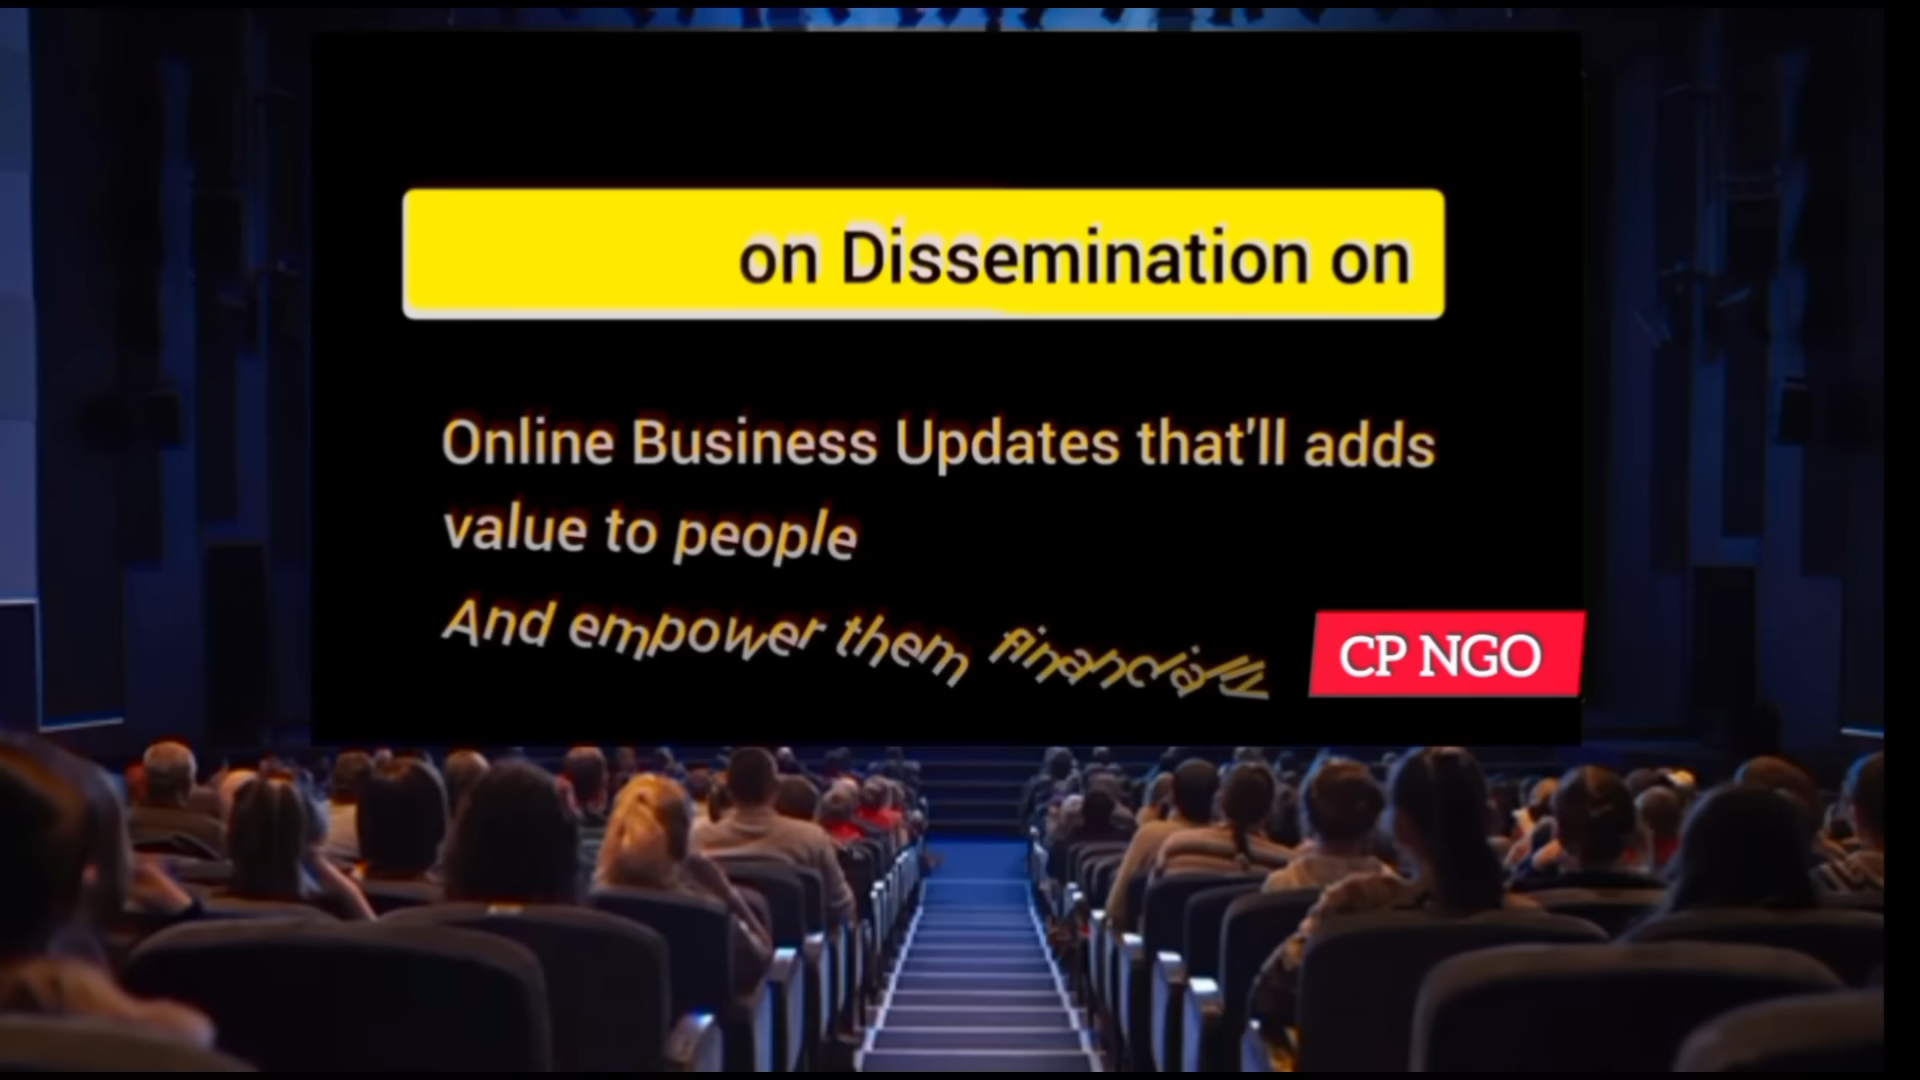 on Dissemination on
Online Business Updates that'll adds
value to people
And empower them financially
CP NGO